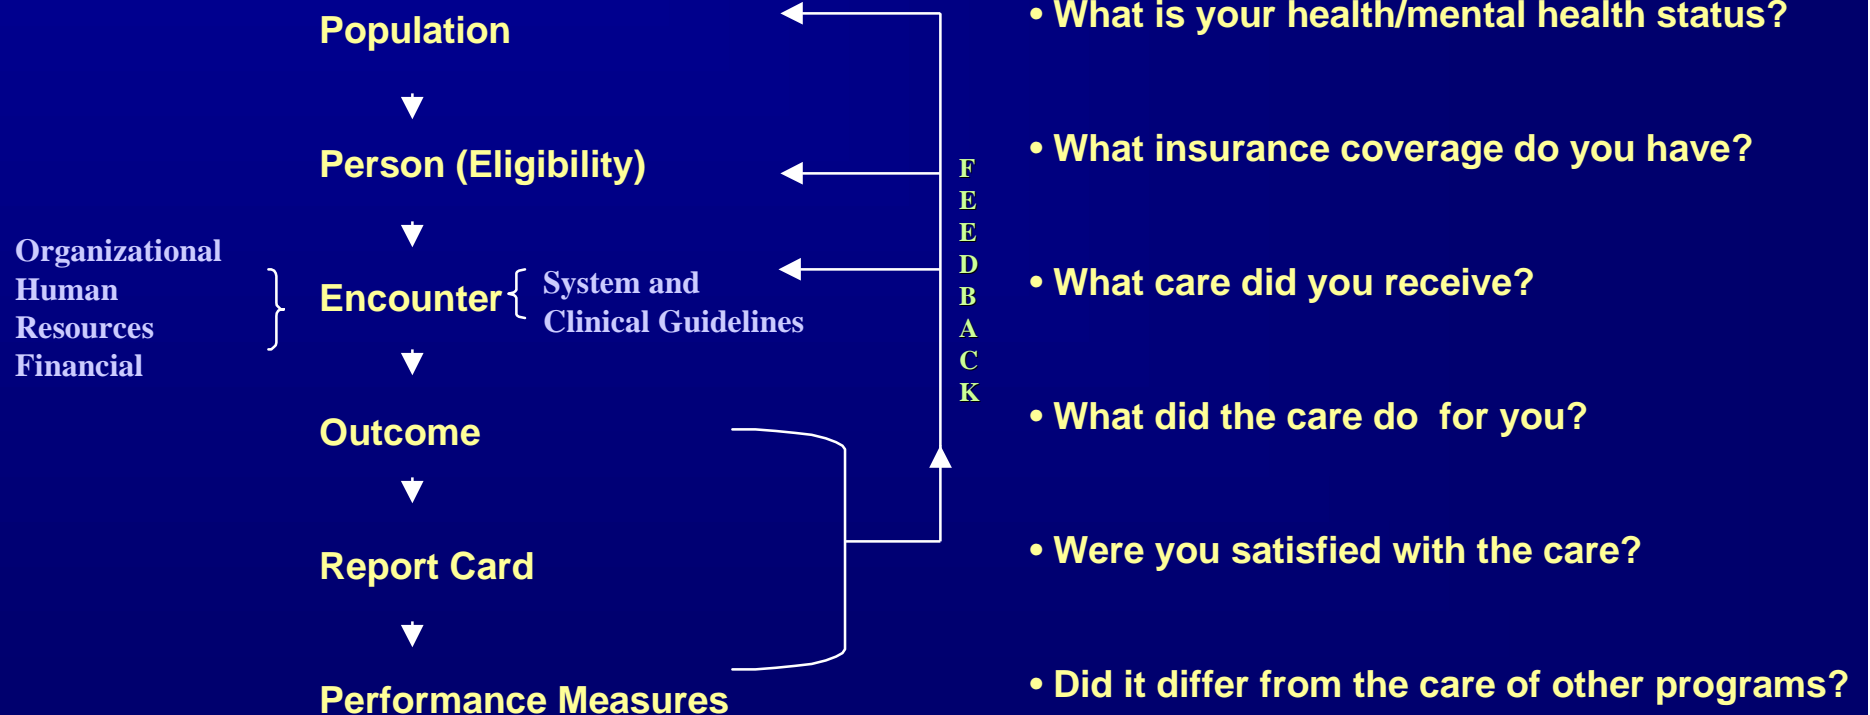 Population
Person (Eligibility)
Organizational
Human
Resources
Financial
Encounter
System and
Clinical Guidelines
Outcome
Report Card
Performance Measures
F
E
E
D
B
A
C
K
• What is your health/mental health status?
• What insurance coverage do you have?
• What care did you receive?
• What did the care do  for you?
• Were you satisfied with the care?
• Did it differ from the care of other programs?